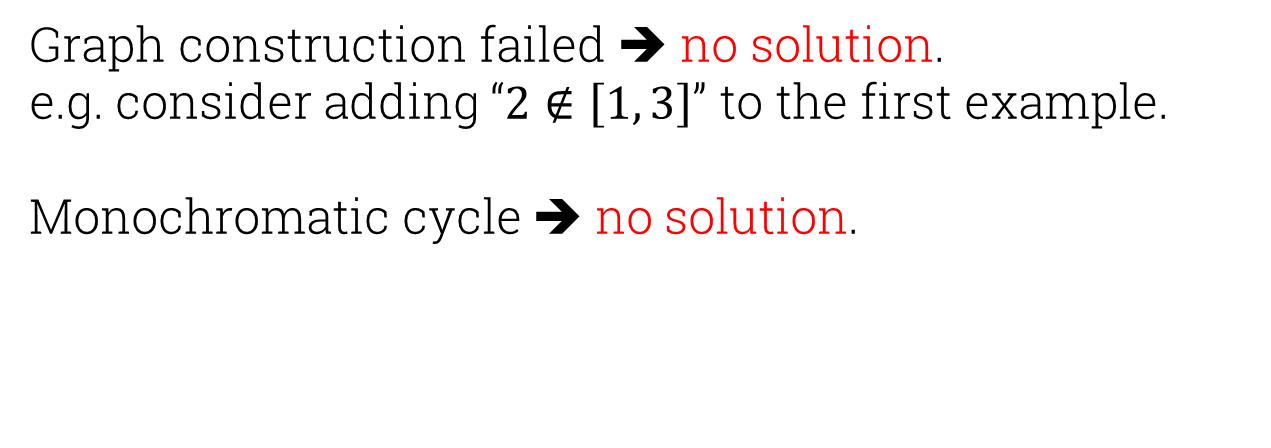 Graph construction failed 🡺 no solution.
e.g. consider adding “2 ∉ [1, 3]” to the first example.
Monochromatic cycle 🡺 no solution.